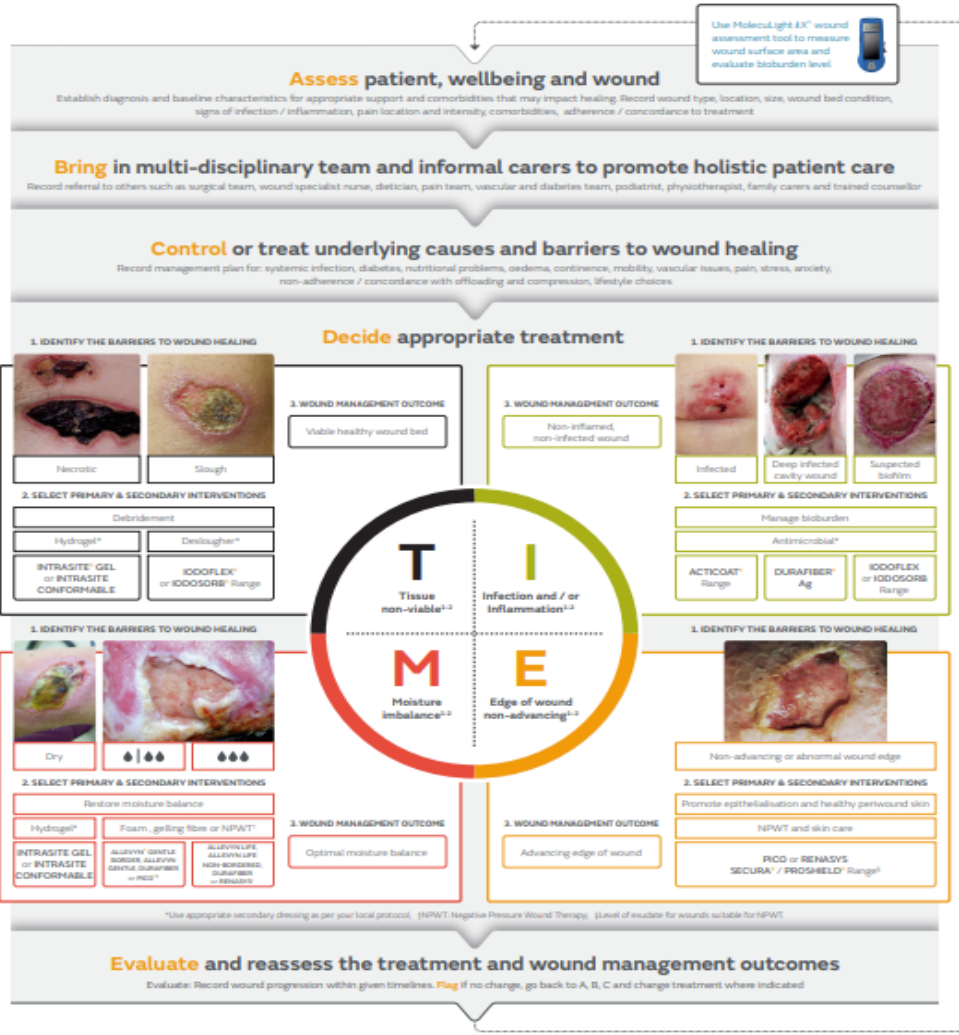 Use MolecuLight i:X™ wound
assessment tool to measure
wound surface area and
evaluate bioburden level
Assess patient, wellbeing and wound
Establish diagnosis and baseline characteristics for appropriate support and comorbidities that may impact healing. Record wound type, location, size, wound bed condition,
signs of infection / inflammation, pain location and intensity, comorbidities, adherence / concordance to treatment
Bring in multi-disciplinary team and informal carers to promote holistic patient care
Record referral to others such as surgical team, wound specialist nurse, dietician, pain team, vascular and diabetes team, podiatrist, physiotherapist, family carers and trained counsellor
Control or treat underlying causes and barriers to wound healing
Record management plan for: systemic infection, diabetes, nutritional problems, oedema, continence, mobility, vascular issues, pain, stress, anxiety,
non-adherence / concordance with offloading and compression, lifestyle choices
Decide appropriate treatment
1. IDENTIFY THE BARRIERS TO WOUND HEALING
Necrotic
Slough
2. SELECT PRIMARY & SECONDARY INTERVENTIONS
Debridement
Hydrogel*
Deslougher*
INTRASITE° GEL
or INTRASITE
CONFORMABLE
IODOFLEX°
or IODOSORB° Range
3. WOUND MANAGEMENT OUTCOME
Viable healthy wound bed
3. WOUND MANAGEMENT OUTCOME
Non-inflamed,
non-infected wound
1. IDENTIFY THE BARRIERS TO WOUND HEALING
Infected
Deep infected
cavity wound
Suspected
biofilm
2. SELECT PRIMARY & SECONDARY INTERVENTIONS
Manage bioburden
Antimicrobial*
ACTICOAT°
Range
DURAFIBER°
Ag
IODOFLEX
or IODOSORB
Range
T
Tissue
non-viable¹⁻²
I
Infection and / or
Inflammation¹⁻²
M
Moisture
imbalance¹⁻²
E
Edge of wound
non-advancing¹⁻²
1. IDENTIFY THE BARRIERS TO WOUND HEALING
Dry
2. SELECT PRIMARY & SECONDARY INTERVENTIONS
Restore moisture balance
Hydrogel*
Foam, gelling fibre or NPWT†
INTRASITE GEL
or INTRASITE
CONFORMABLE
ALLEVYN° GENTLE
BORDER, ALLEVYN
GENTLE, DURAFIBER
or PICO°‡
ALLEVYN LIFE,
ALLEVYN LIFE
NON-BORDERED,
DURAFIBER
or RENASYS°
3. WOUND MANAGEMENT OUTCOME
Optimal moisture balance
3. WOUND MANAGEMENT OUTCOME
Advancing edge of wound
1. IDENTIFY THE BARRIERS TO WOUND HEALING
Non-advancing or abnormal wound edge
2. SELECT PRIMARY & SECONDARY INTERVENTIONS
Promote epithelialisation and healthy periwound skin
NPWT and skin care
PICO or RENASYS
SECURA° / PROSHIELD° Range‡
*Use appropriate secondary dressing as per your local protocol, †NPWT: Negative Pressure Wound Therapy, ‡Level of exudate for wounds suitable for NPWT.
Evaluate and reassess the treatment and wound management outcomes
Evaluate: Record wound progression within given timelines. Flag if no change, go back to A, B, C and change treatment where indicated